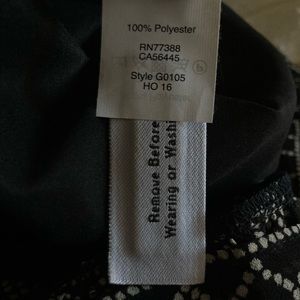 100% Polyester
RN77388
CA56445
Style G0105
HO 16
Remove Before
Wearing or Washi